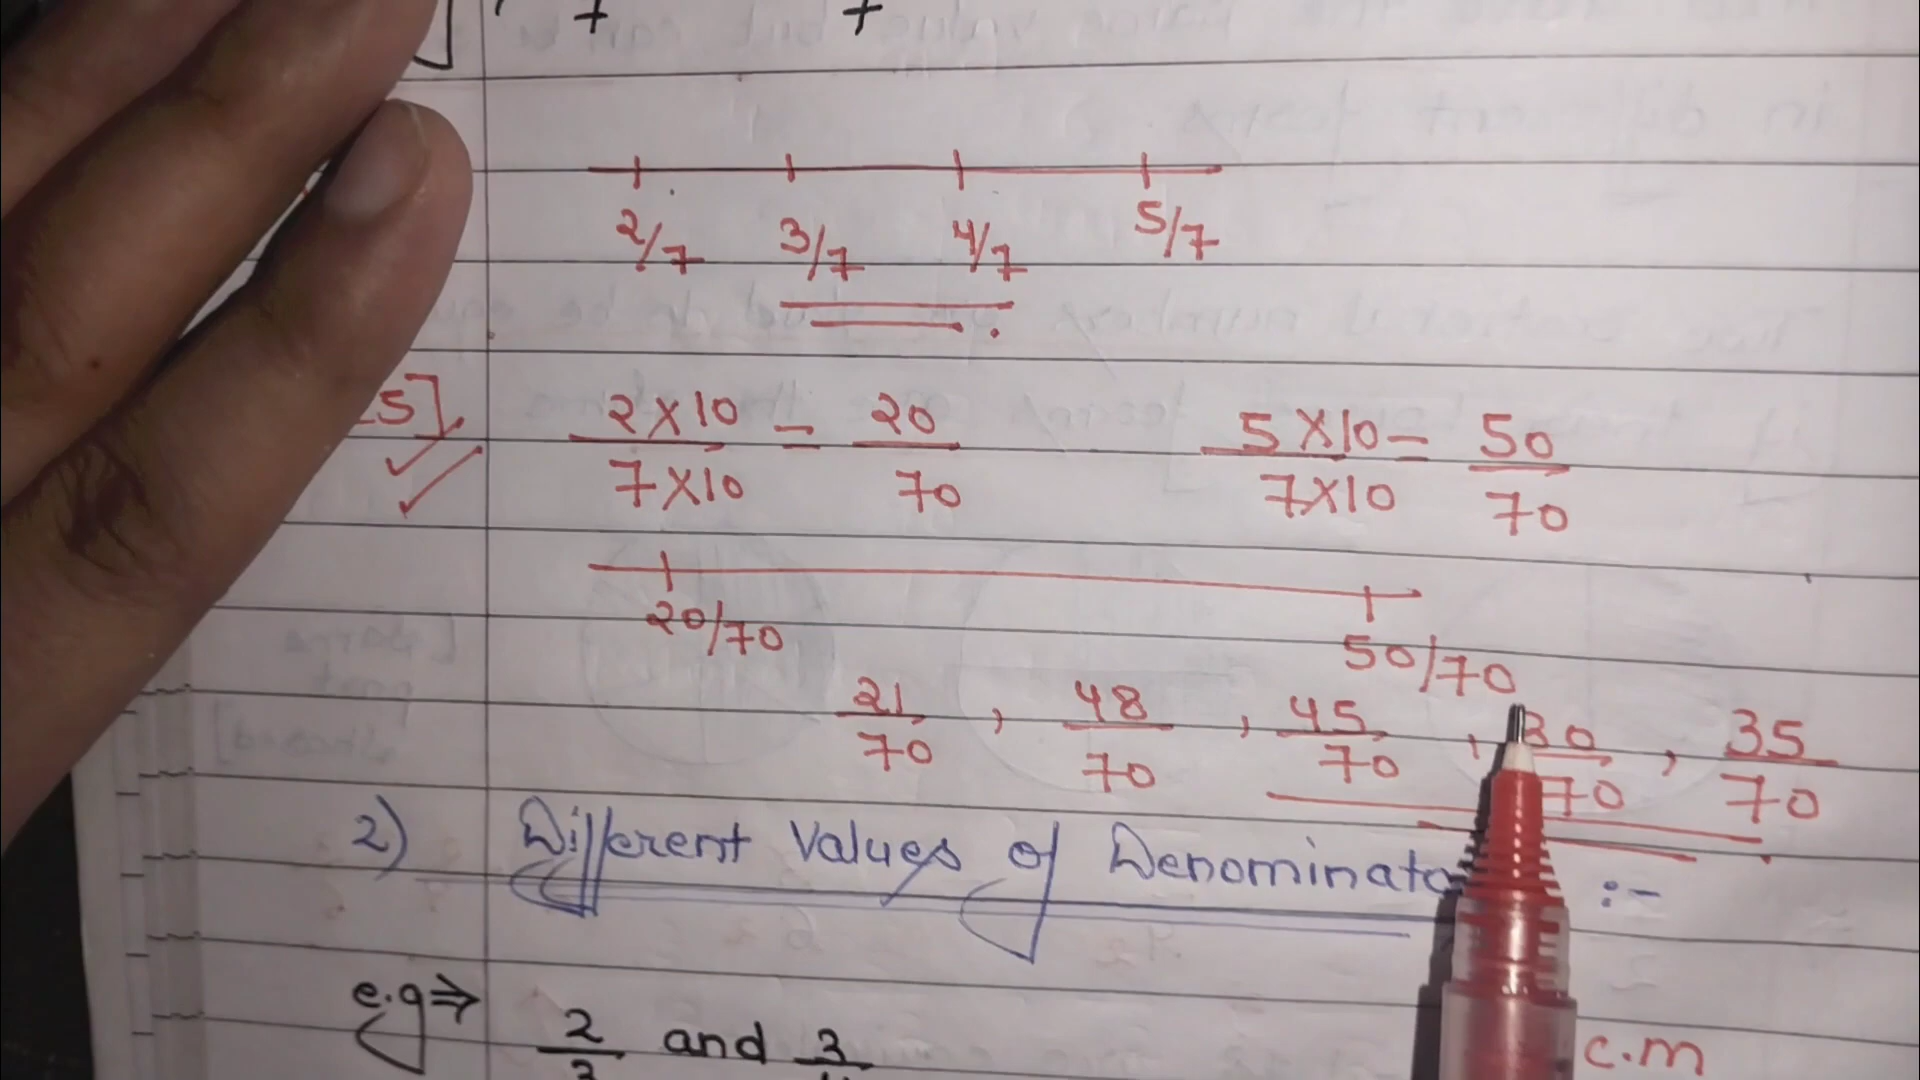 7 7
2/7 3/7 4/7 5/7
5] 2×10 = 20 5×10 = 50
7×10 70 7×10 70
20/70 50/70
21 , 48 , 45 , 30 , 35
70 70 70 70 70
2) Different Values of Denominato :-
e.g ⇒ 2 and 3 c.m
3